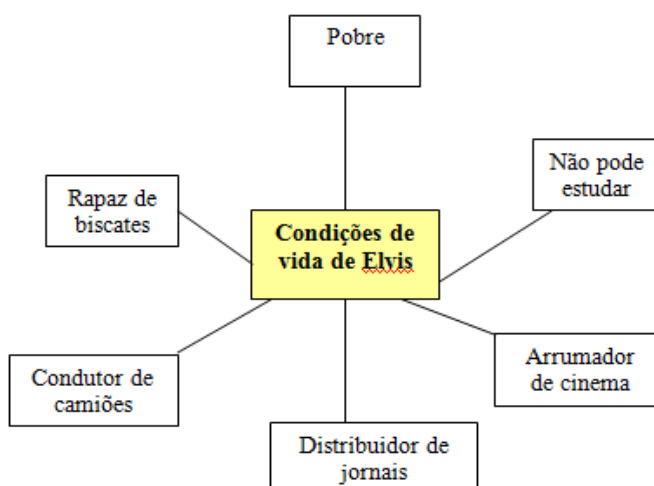 Pobre
Não pode
estudar
Rapaz de
biscates
Condições de
vida de Elvis
Arrumador
de cinema
Condutor de
camiões
Distribuidor de
jornais